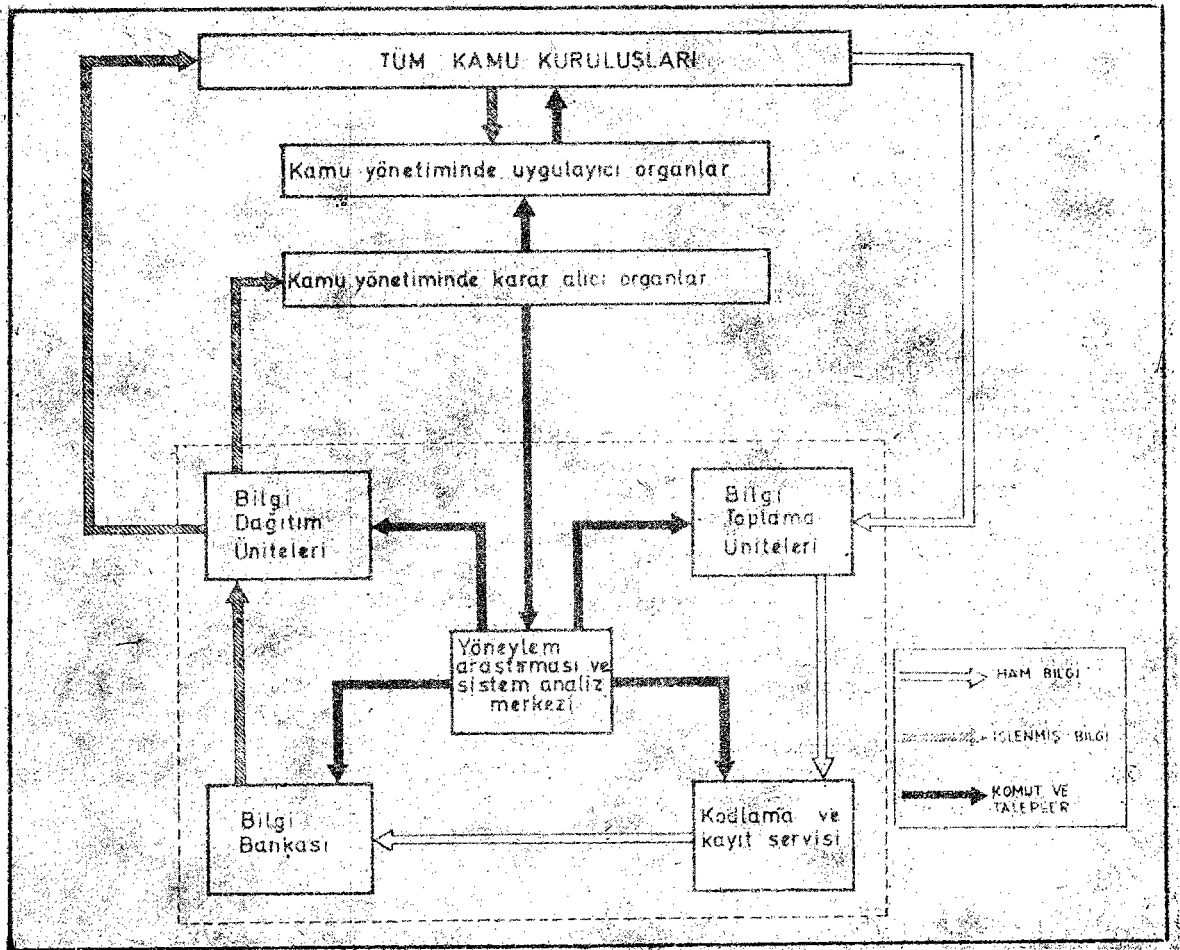 TÜM KAMU KURULUŞLARI
Kamu yönetiminde uygulayıcı organlar
Kamu yönetiminde karar alıcı organlar
Bilgi
Dağıtım
Üniteleri
Bilgi
Toplama
Üniteleri
Yöneylem
araştırması ve
sistem analiz
merkezi
Bilgi
Bankası
Kodlama ve
kayıt servisi
HAM BİLGİ
İŞLENMİŞ BİLGİ
KOMUT VE
TALEPLER